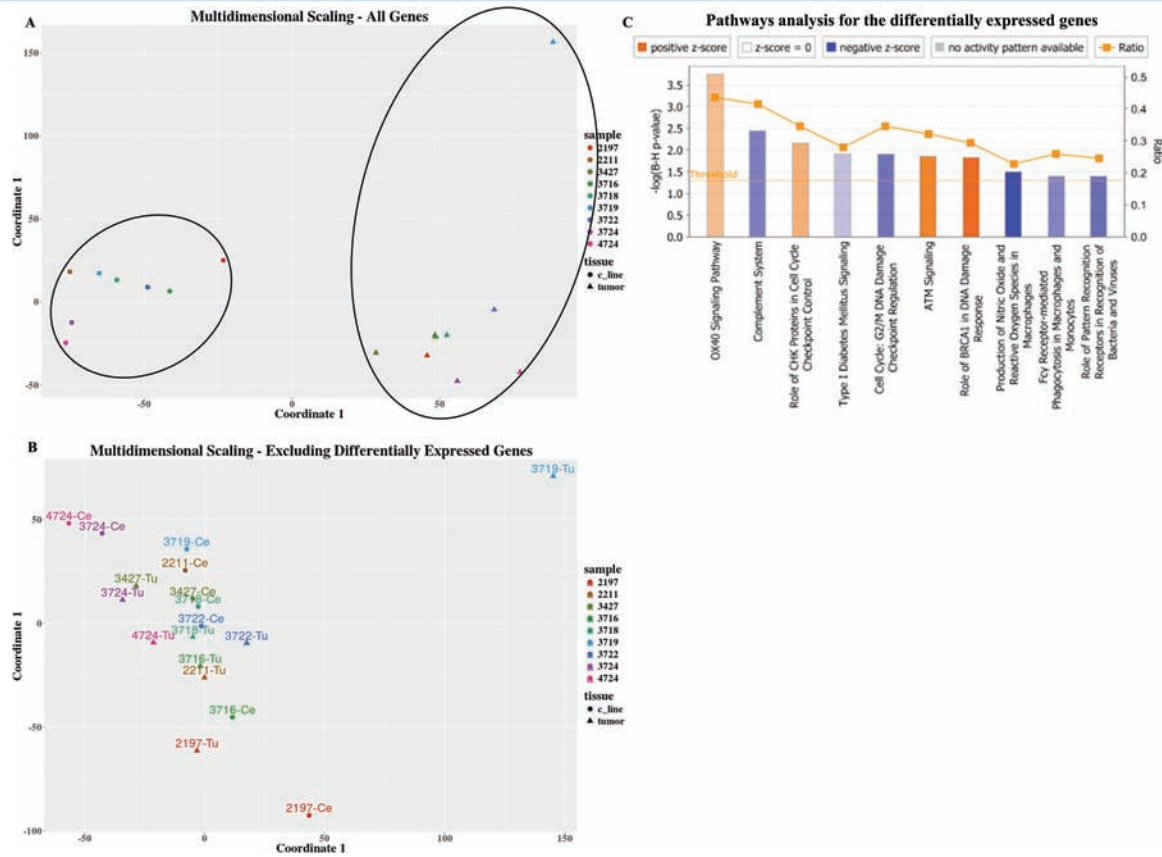 A
Multidimensional Scaling - All Genes
150
100
50
0
-50
Coordinate 1
-50
0
50
Coordinate 1
sample
2197
2211
3427
3716
3718
3719
3722
3724
4724
tissue
c_line
tumor
B
Multidimensional Scaling - Excluding Differentially Expressed Genes
3719-Tu
4724-Ce
3724-Ce
3719-Ce
2211-Ce
3427-Tu
3427-Ce
3724-Tu
3718-Ce
3722-Ce
3718-Tu
4724-Tu
3722-Tu
3716-Tu
2211-Tu
3716-Ce
2197-Tu
2197-Ce
50
0
-50
-100
Coordinate 1
-50
0
50
100
150
Coordinate 1
sample
2197
2211
3427
3716
3718
3719
3722
3724
4724
tissue
c_line
tumor
C
Pathways analysis for the differentially expressed genes
positive z-score
z-score = 0
negative z-score
no activity pattern available
Ratio
3.5
3.0
2.5
2.0
1.5
1.0
0.5
0.0
-log(B-H p-value)
Threshold
0.5
0.4
0.3
0.2
0.1
0.0
Ratio
OX40 Signaling Pathway
Complement System
Role of CHK Proteins in Cell Cycle
Checkpoint Control
Type I Diabetes Mellitus Signaling
Cell Cycle: G2/M DNA Damage
Checkpoint Regulation
ATM Signaling
Role of BRCA1 in DNA Damage
Response
Production of Nitric Oxide and
Reactive Oxygen Species in
Macrophages
Fcγ Receptor-mediated
Phagocytosis in Macrophages and
Monocytes
Role of Pattern Recognition
Receptors in Recognition of
Bacteria and Viruses